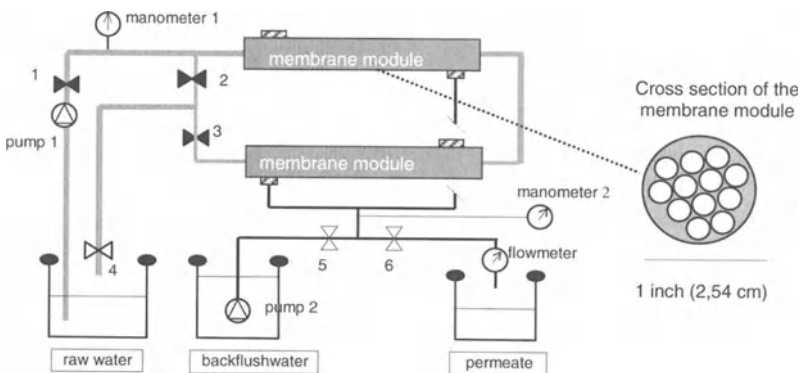 manometer 1
1
2
membrane module
Cross section of the
membrane module
pump 1
3
membrane module
manometer 2
4
5
6
flowmeter
pump 2
1 inch (2,54 cm)
raw water
backflushwater
permeate